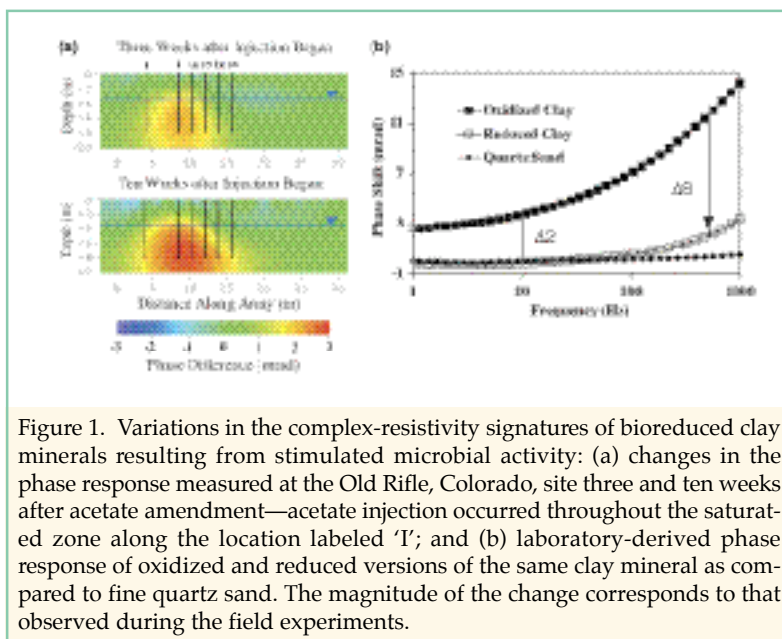 (a)
Three Weeks after Injection Began
Depth (m)
Ten Weeks after Injection Began
Depth (m)
Distance Along Array (m)
-3 -2 -1 0 1 2 3
Phase Difference (mrad)
(b)
15
11
7
3
-1
Phase Shift (mrad)
Oxidized Clay
Reduced Clay
Quartz Sand
Δ2
Δ8
1 10 100 1000
Frequency (Hz)
Figure 1. Variations in the complex-resistivity signatures of bioreduced clay
minerals resulting from stimulated microbial activity: (a) changes in the
phase response measured at the Old Rifle, Colorado, site three and ten weeks
after acetate amendment—acetate injection occurred throughout the saturat-
ed zone along the location labeled ‘I’; and (b) laboratory-derived phase
response of oxidized and reduced versions of the same clay mineral as com-
pared to fine quartz sand. The magnitude of the change corresponds to that
observed during the field experiments.